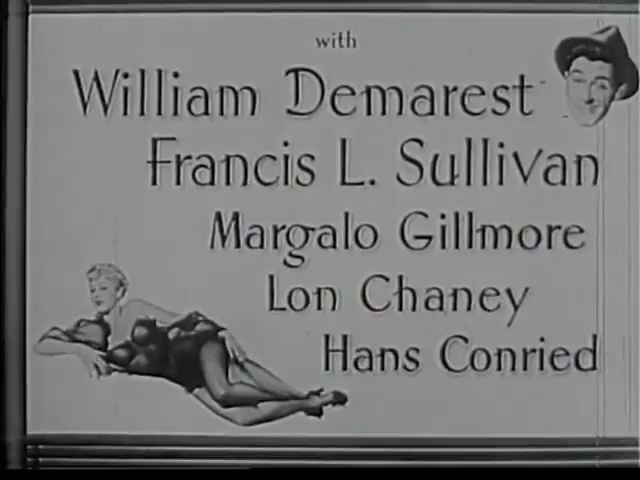 with
William Demarest
Francis L. Sullivan
Margalo Gillmore
Lon Chaney
Hans Conried